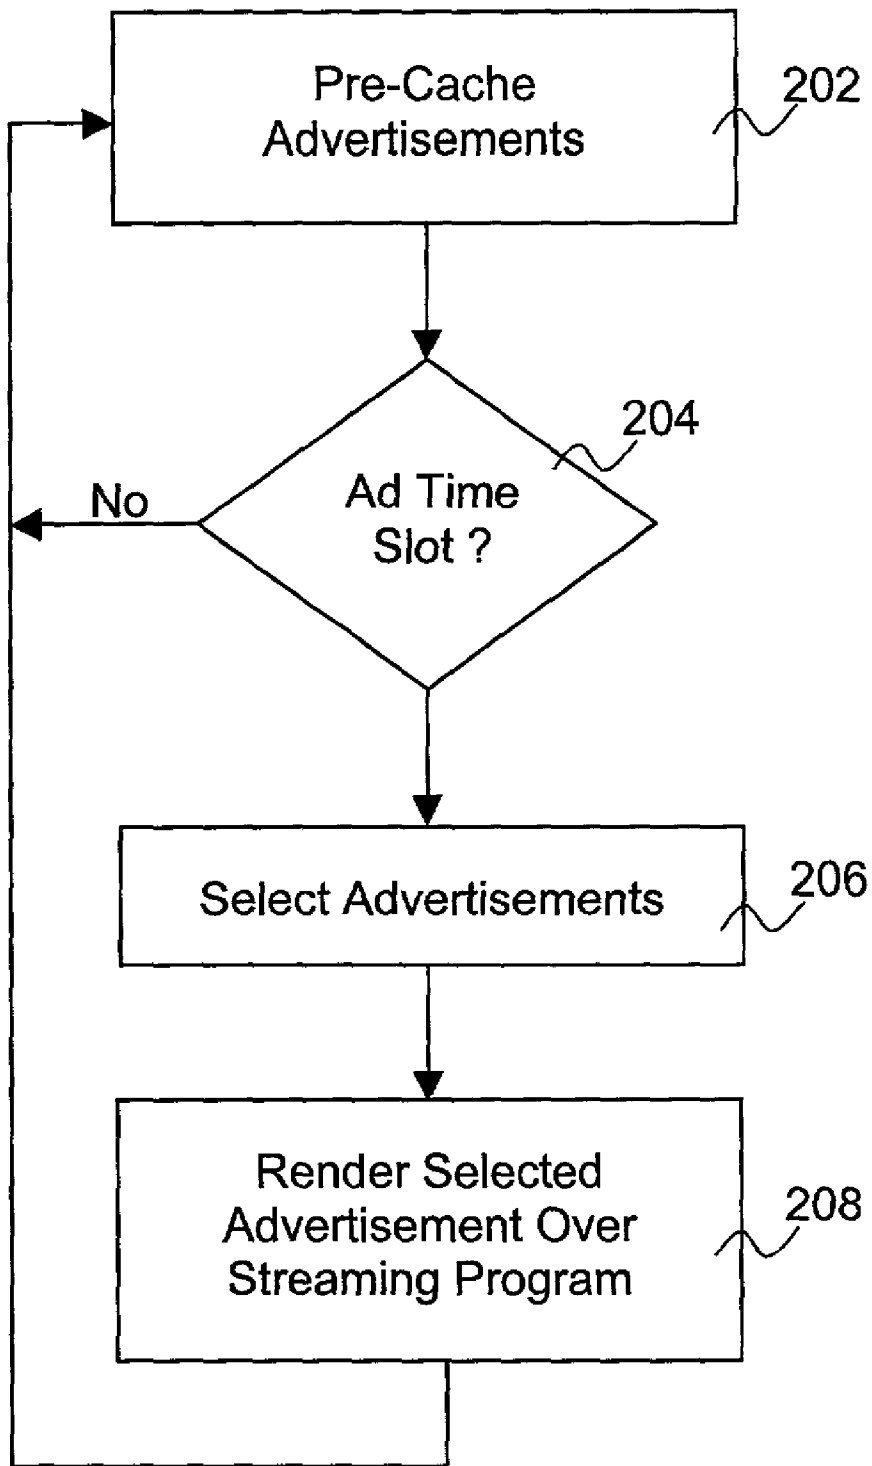 Pre-Cache
Advertisements
202
204
Ad Time
Slot ?
No
Select Advertisements
206
Render Selected
Advertisement Over
Streaming Program
208